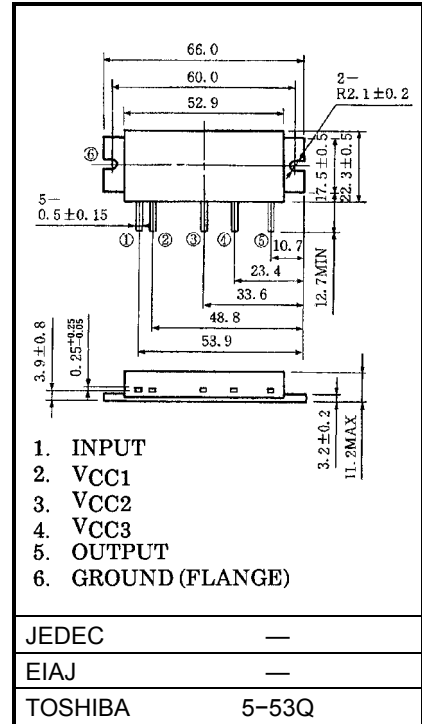 66.0
60.0
52.9
2−
R2.1±0.2
⑥
17.5±0.5
22.3±0.5
5−
0.5±0.15
① ② ③ ④ ⑤
10.7
23.4
33.6
48.8
53.9
12.7MIN
3.9±0.8
0.25+0.25 −0.05
3.2±0.2
11.2MAX
1. INPUT
2. VCC1
3. VCC2
4. VCC3
5. OUTPUT
6. GROUND (FLANGE)
JEDEC —
EIAJ —
TOSHIBA 5−53Q